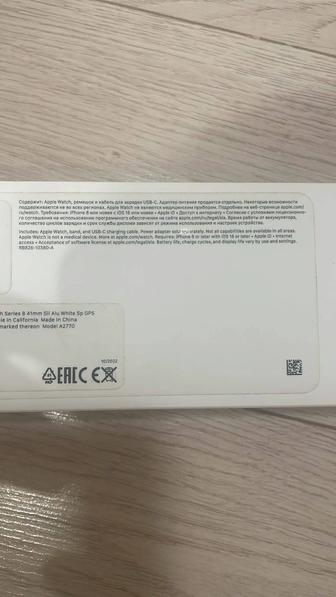 Содержит: Apple Watch, ремешок и кабель для зарядки USB-C. Адаптер питания продается отдельно. Некоторые возможности
поддерживаются не во всех регионах. Apple Watch не является медицинским прибором. Подробнее на веб-странице apple.com/
ru/watch. Требования: iPhone 8 или новее с iOS 16 или новее • Apple ID • Доступ к интернету • Согласие с условиями лицензионно-
го соглашения на использование программного обеспечения на сайте apple.com/ru/legal/sla. Время работы от аккумулятора,
количество циклов зарядки и срок службы дисплея зависят от режима использования и настроек устройства.
Includes: Apple Watch, band, and USB-C charging cable. Power adapter sold separately. Not all capabilities are available in all areas.
Apple Watch is not a medical device. More at apple.com/watch. Requires: iPhone 8 or later with iOS 16 or later • Apple ID • Internet
access • Acceptance of software license at apple.com/legal/sla. Battery life, charge cycles, and display life vary by use and settings.
RB826-10380-A
h Series 8 41mm Sil Alu White Sp GPS
le in California Made in China
marked thereon Model A2770
10/2022
EAC CE